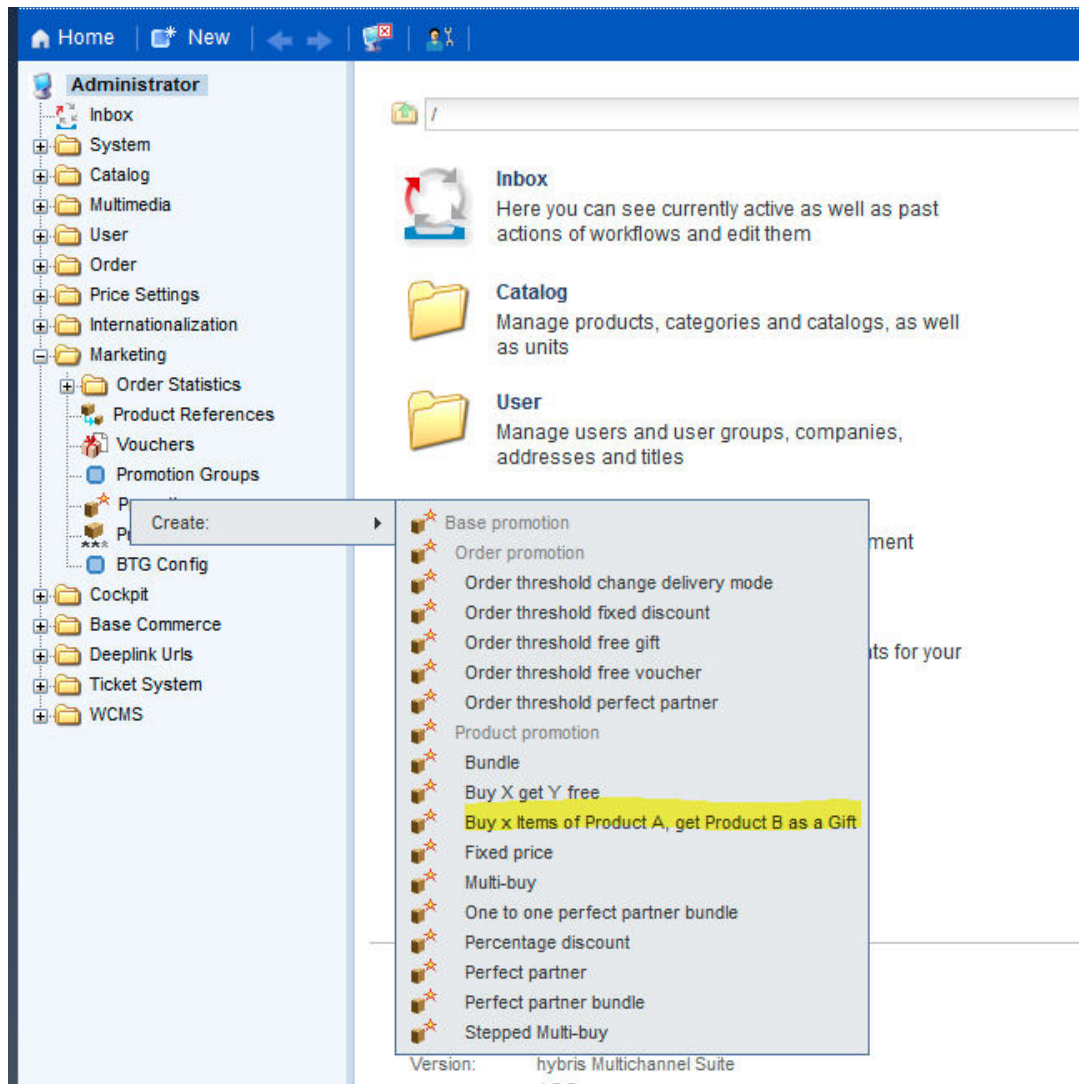 Home
New
Administrator
Inbox
System
Catalog
Multimedia
User
Order
Price Settings
Internationalization
Marketing
Order Statistics
Product References
Vouchers
Promotion Groups
BTG Config
Cockpit
Base Commerce
Deeplink Urls
Ticket System
WCMS
/
Inbox
Here you can see currently active as well as past
actions of workflows and edit them
Catalog
Manage products, categories and catalogs, as well
as units
User
Manage users and user groups, companies,
addresses and titles
Create:
Base promotion
Order promotion
Order threshold change delivery mode
Order threshold fixed discount
Order threshold free gift
Order threshold free voucher
Order threshold perfect partner
Product promotion
Bundle
Buy X get Y free
Buy x Items of Product A, get Product B as a Gift
Fixed price
Multi-buy
One to one perfect partner bundle
Percentage discount
Perfect partner
Perfect partner bundle
Stepped Multi-buy
ment
for your
Version: hybris Multichannel Suite